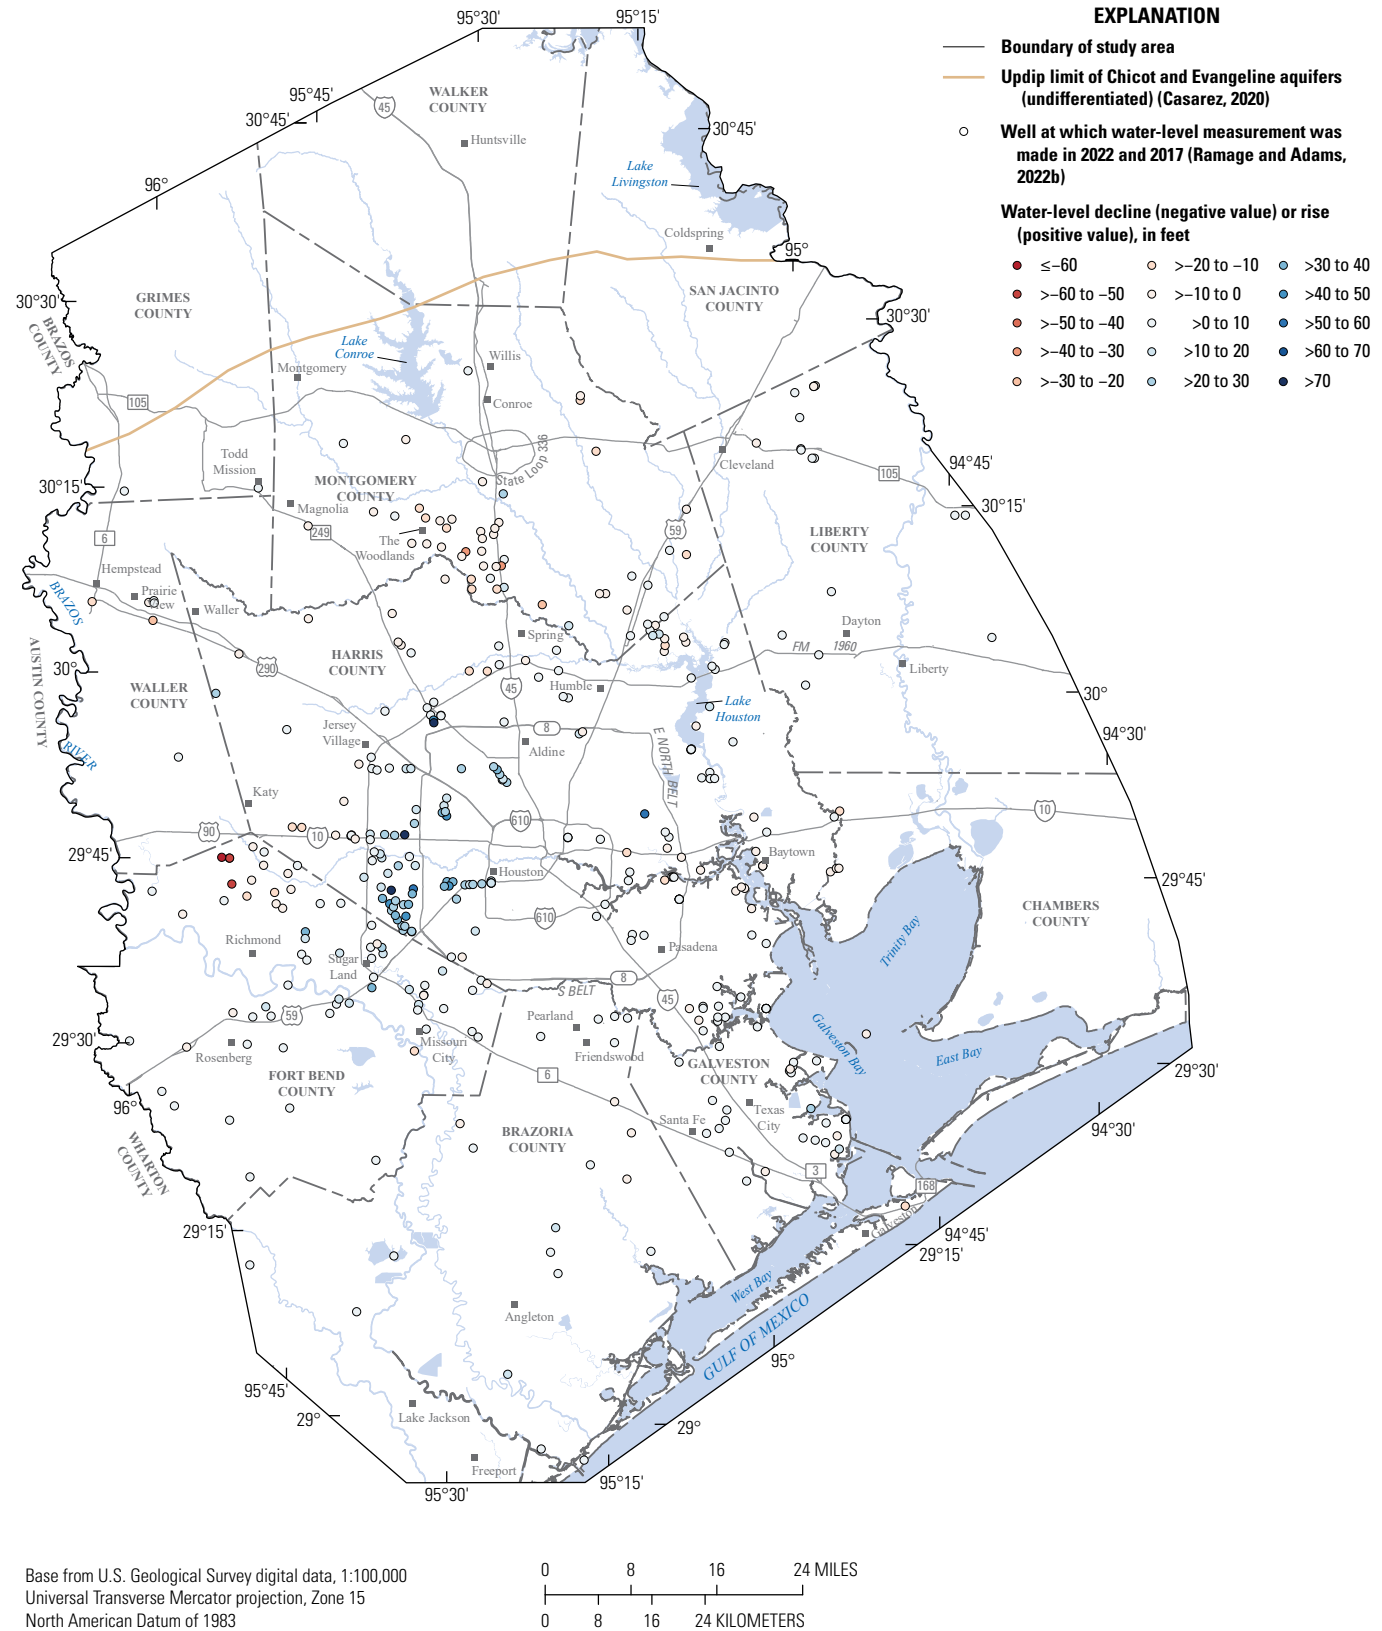 95°30'
95°15'
EXPLANATION
Boundary of study area
Updip limit of Chicot and Evangeline aquifers
(undifferentiated) (Casarez, 2020)
Well at which water-level measurement was
made in 2022 and 2017 (Ramage and Adams,
2022b)
Water-level decline (negative value) or rise
(positive value), in feet
≤−60
>−60 to −50
>−50 to −40
>−40 to −30
>−30 to −20
>−20 to −10
>−10 to 0
>0 to 10
>10 to 20
>20 to 30
>30 to 40
>40 to 50
>50 to 60
>60 to 70
>70
95°45'
30°45'
45
WALKER
COUNTY
Huntsville
30°45'
Lake
Livingston
96°
Coldspring
95°
30°30'
GRIMES
COUNTY
SAN JACINTO
COUNTY
30°30'
BRAZOS
COUNTY
Lake
Conroe
Willis
Montgomery
105
Conroe
State Loop 336
Cleveland
94°45'
105
Todd
Mission
MONTGOMERY
COUNTY
30°15'
Magnolia
30°15'
249
The
Woodlands
59
LIBERTY
COUNTY
6
Hempstead
Prairie
Waller
BRAZOS
Spring
Dayton
FM 1960
AUSTIN COUNTY
HARRIS
COUNTY
30°
290
Liberty
WALLER
COUNTY
45
Humble
30°
Lake
Houston
RIVER
Jersey
Village
8
Aldine
E NORTH BELT
94°30'
Katy
10
90
10
610
29°45'
Baytown
Houston
29°45'
610
CHAMBERS
COUNTY
Richmond
Trinity Bay
Sugar
Land
Pasadena
8
S BELT
45
59
Pearland
Galveston Bay
29°30'
Rosenberg
Missouri
City
Friendswood
East Bay
FORT BEND
COUNTY
6
GALVESTON
COUNTY
29°30'
96°
Texas
City
Santa Fe
94°30'
WHARTON
COUNTY
BRAZORIA
COUNTY
3
168
29°15'
Galveston
94°45'
29°15'
West Bay
Angleton
GULF OF MEXICO
95°
95°45'
29°
Lake Jackson
29°
Freeport
95°30'
95°15'
Base from U.S. Geological Survey digital data, 1:100,000
Universal Transverse Mercator projection, Zone 15
North American Datum of 1983
0 8 16 24 MILES
0 8 16 24 KILOMETERS